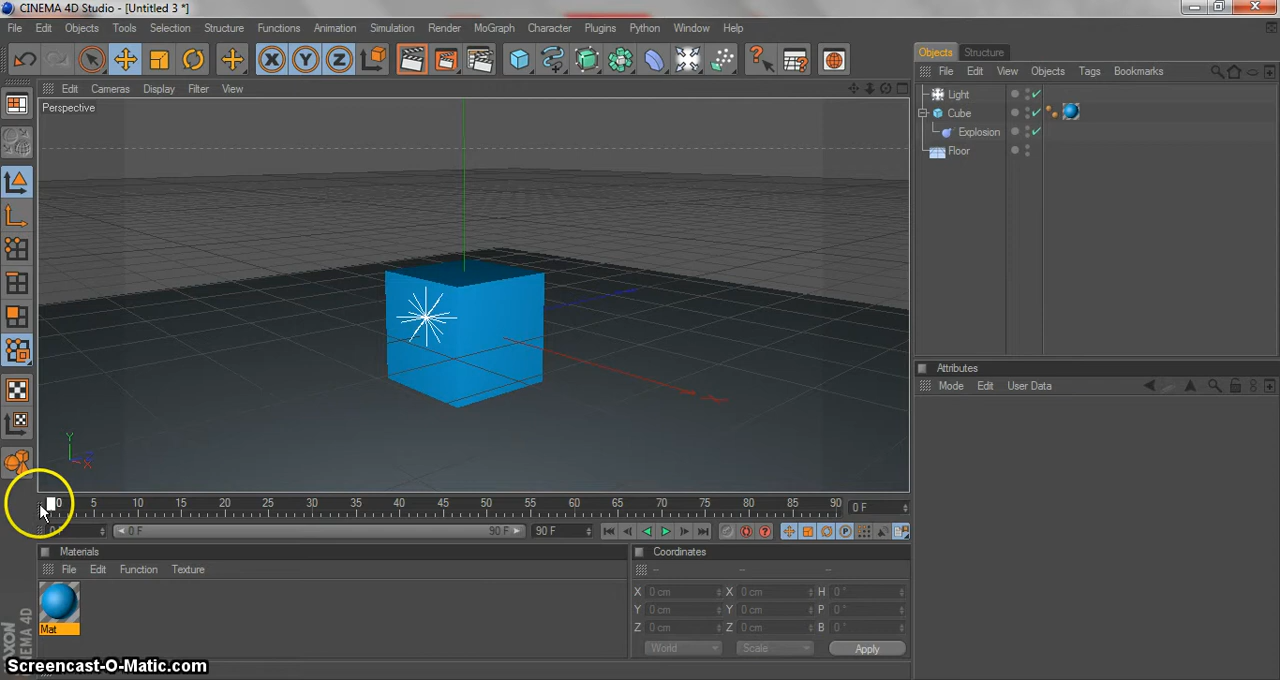 CINEMA 4D Studio - [Untitled 3 *]
File Edit Objects Tools Selection Structure Functions Animation Simulation Render MoGraph Character Plugins Python Window Help
Objects Structure
File Edit View Objects Tags Bookmarks
Edit Cameras Display Filter View
Perspective
Light
Cube
Explosion
Floor
Attributes
Mode Edit User Data
X Y Z
Y
X
0 5 10 15 20 25 30 35 40 45 50 55 60 65 70 75 80 85 90 0 F
0 F 90 F 90 F
Materials
File Edit Function Texture
Mat
Coordinates
-- -- --
X 0 cm X 0 cm H 0 °
Y 0 cm Y 0 cm P 0 °
Z 0 cm Z 0 cm B 0 °
World Scale Apply
MAXON
CINEMA 4D
Screencast-O-Matic.com